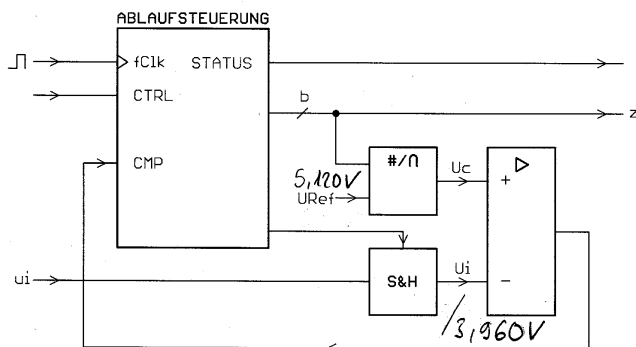 ABLAUFSTEUERUNG
fClk STATUS
CTRL
b
z
CMP
#/∩
5,120V
URef
Uc
+
ui
S&H
Ui
-
3,960V